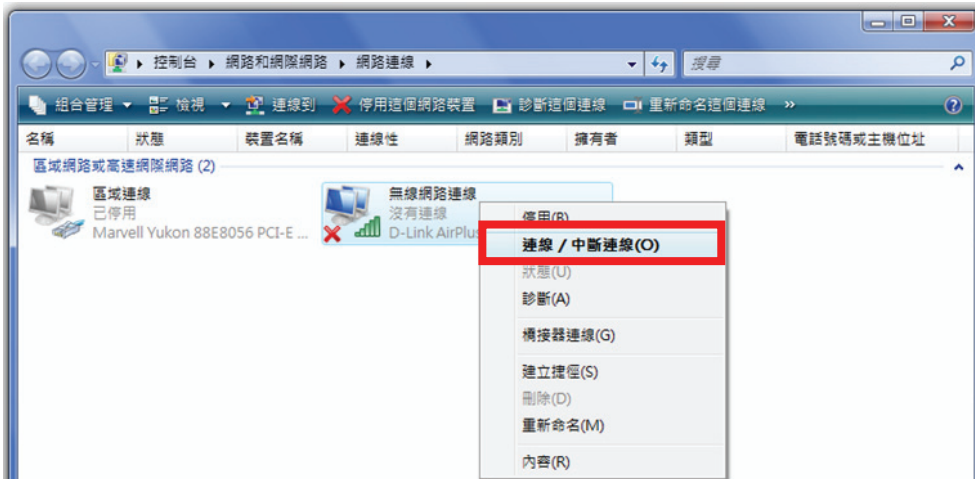 控制台 ▸ 網路和網際網路 ▸ 網路連線 ▸
搜尋
組合管理 檢視 連線到 停用這個網路裝置 診斷這個連線 重新命名這個連線 »
名稱 狀態 裝置名稱 連線性 網路類別 擁有者 類型 電話號碼或主機位址
區域網路或高速網際網路 (2)
區域連線
已停用
Marvell Yukon 88E8056 PCI-E ...
無線網路連線
沒有連線
D-Link AirPlus
停用(B)
連線 / 中斷連線(O)
狀態(U)
診斷(A)
橋接器連線(G)
建立捷徑(S)
刪除(D)
重新命名(M)
內容(R)